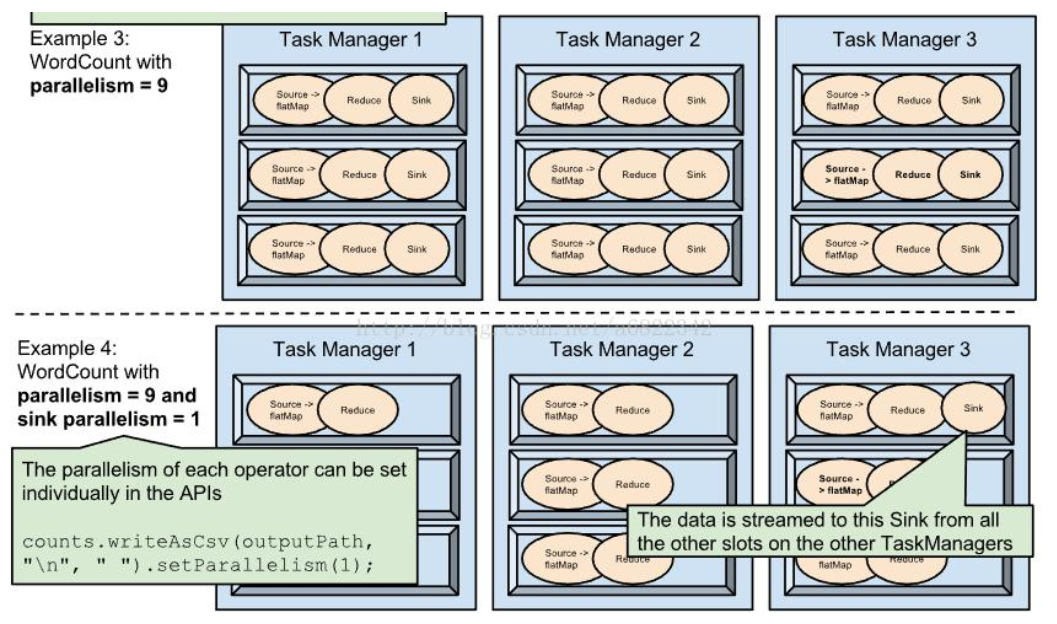 Example 3:
WordCount with
parallelism = 9
Task Manager 1
Source ->
flatMap
Reduce
Sink
Source ->
flatMap
Reduce
Sink
Source ->
flatMap
Reduce
Sink
Task Manager 2
Source ->
flatMap
Reduce
Sink
Source ->
flatMap
Reduce
Sink
Source ->
flatMap
Reduce
Sink
Task Manager 3
Source ->
flatMap
Reduce
Sink
Source -
> flatMap
Reduce
Sink
Source ->
flatMap
Reduce
Sink
Example 4:
WordCount with
parallelism = 9 and
sink parallelism = 1
The parallelism of each operator can be set
individually in the APIs
counts.writeAsCsv(outputPath,
"\n", " ").setParallelism(1);
Task Manager 1
Source ->
flatMap
Reduce
Task Manager 2
Source ->
flatMap
Reduce
Source ->
flatMap
Reduce
Source ->
flatMap
Reduce
Task Manager 3
Source ->
flatMap
Reduce
Sink
Source -
> flatMap
The data is streamed to this Sink from all
the other slots on the other TaskManagers
flatMap
Reduce